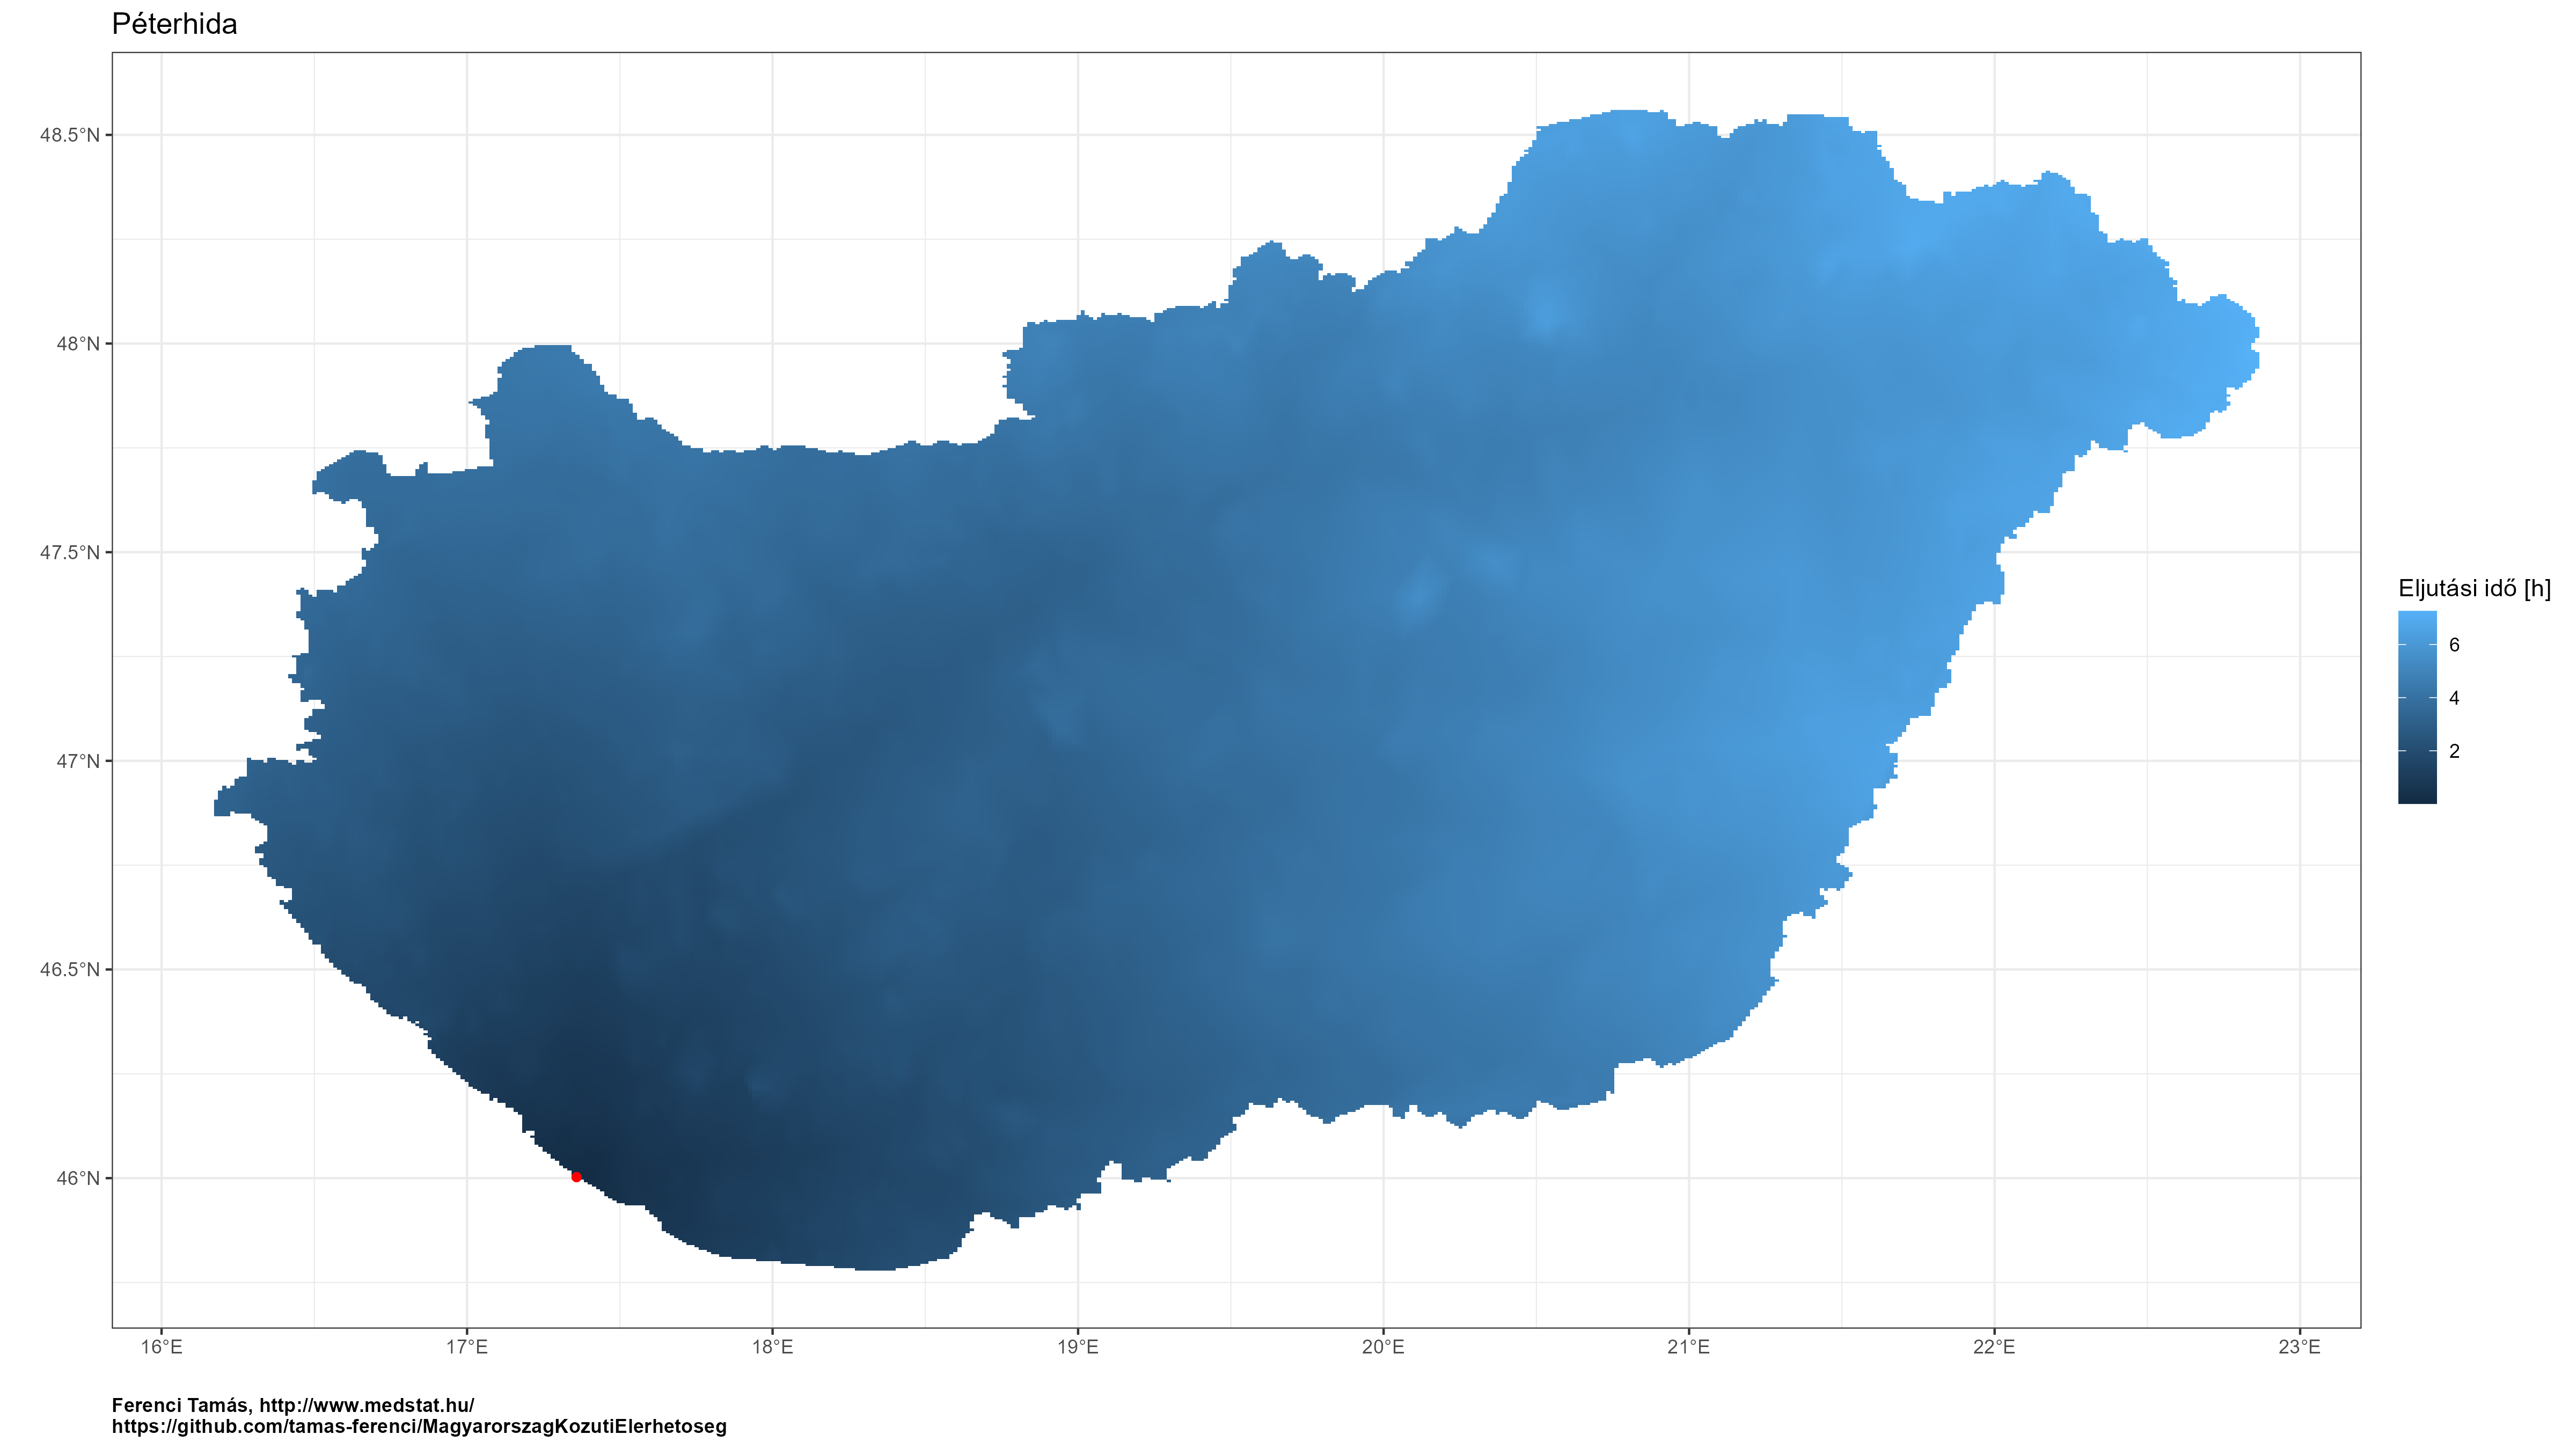 Péterhida
48.5°N
48°N
47.5°N
47°N
46.5°N
46°N
16°E 17°E 18°E 19°E 20°E 21°E 22°E 23°E
Eljutási idő [h]
6
4
2
Ferenci Tamás, http://www.medstat.hu/
https://github.com/tamas-ferenci/MagyarorszagKozutiElerhetoseg